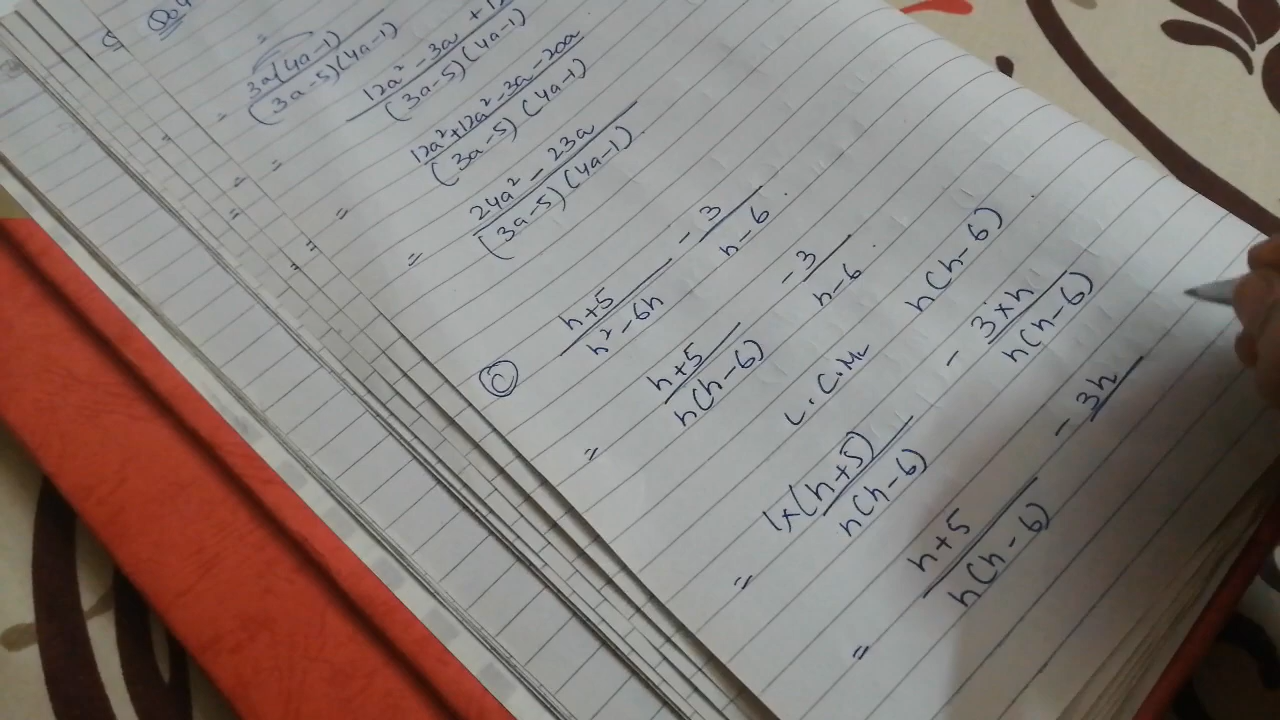 = 3a(4a-1) / (3a-5)(4a-1)
12a² - 3a + 12 / (3a-5)(4a-1)
= 12a²+12a²-3a-20a / (3a-5)(4a-1)
= 24a² - 23a / (3a-5)(4a-1)
c) h+5 / h²-6h - 3 / h-6
= h+5 / h(h-6) - 3 / h-6
L.C.M h(h-6)
= 1×(h+5) / h(h-6) - 3×h / h(h-6)
= h+5 / h(h-6) - 3h